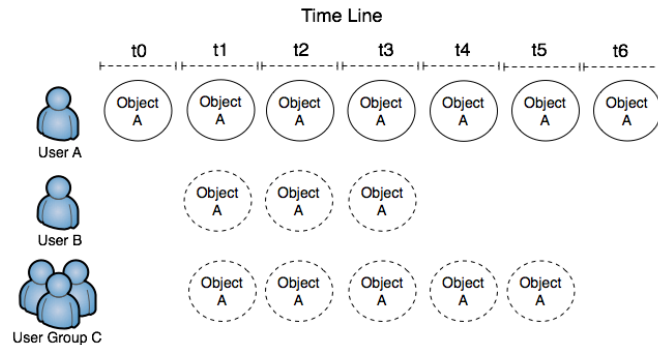 Time Line
t0 t1 t2 t3 t4 t5 t6
Object A Object A Object A Object A Object A Object A Object A
User A
Object A Object A Object A
User B
Object A Object A Object A Object A Object A
User Group C